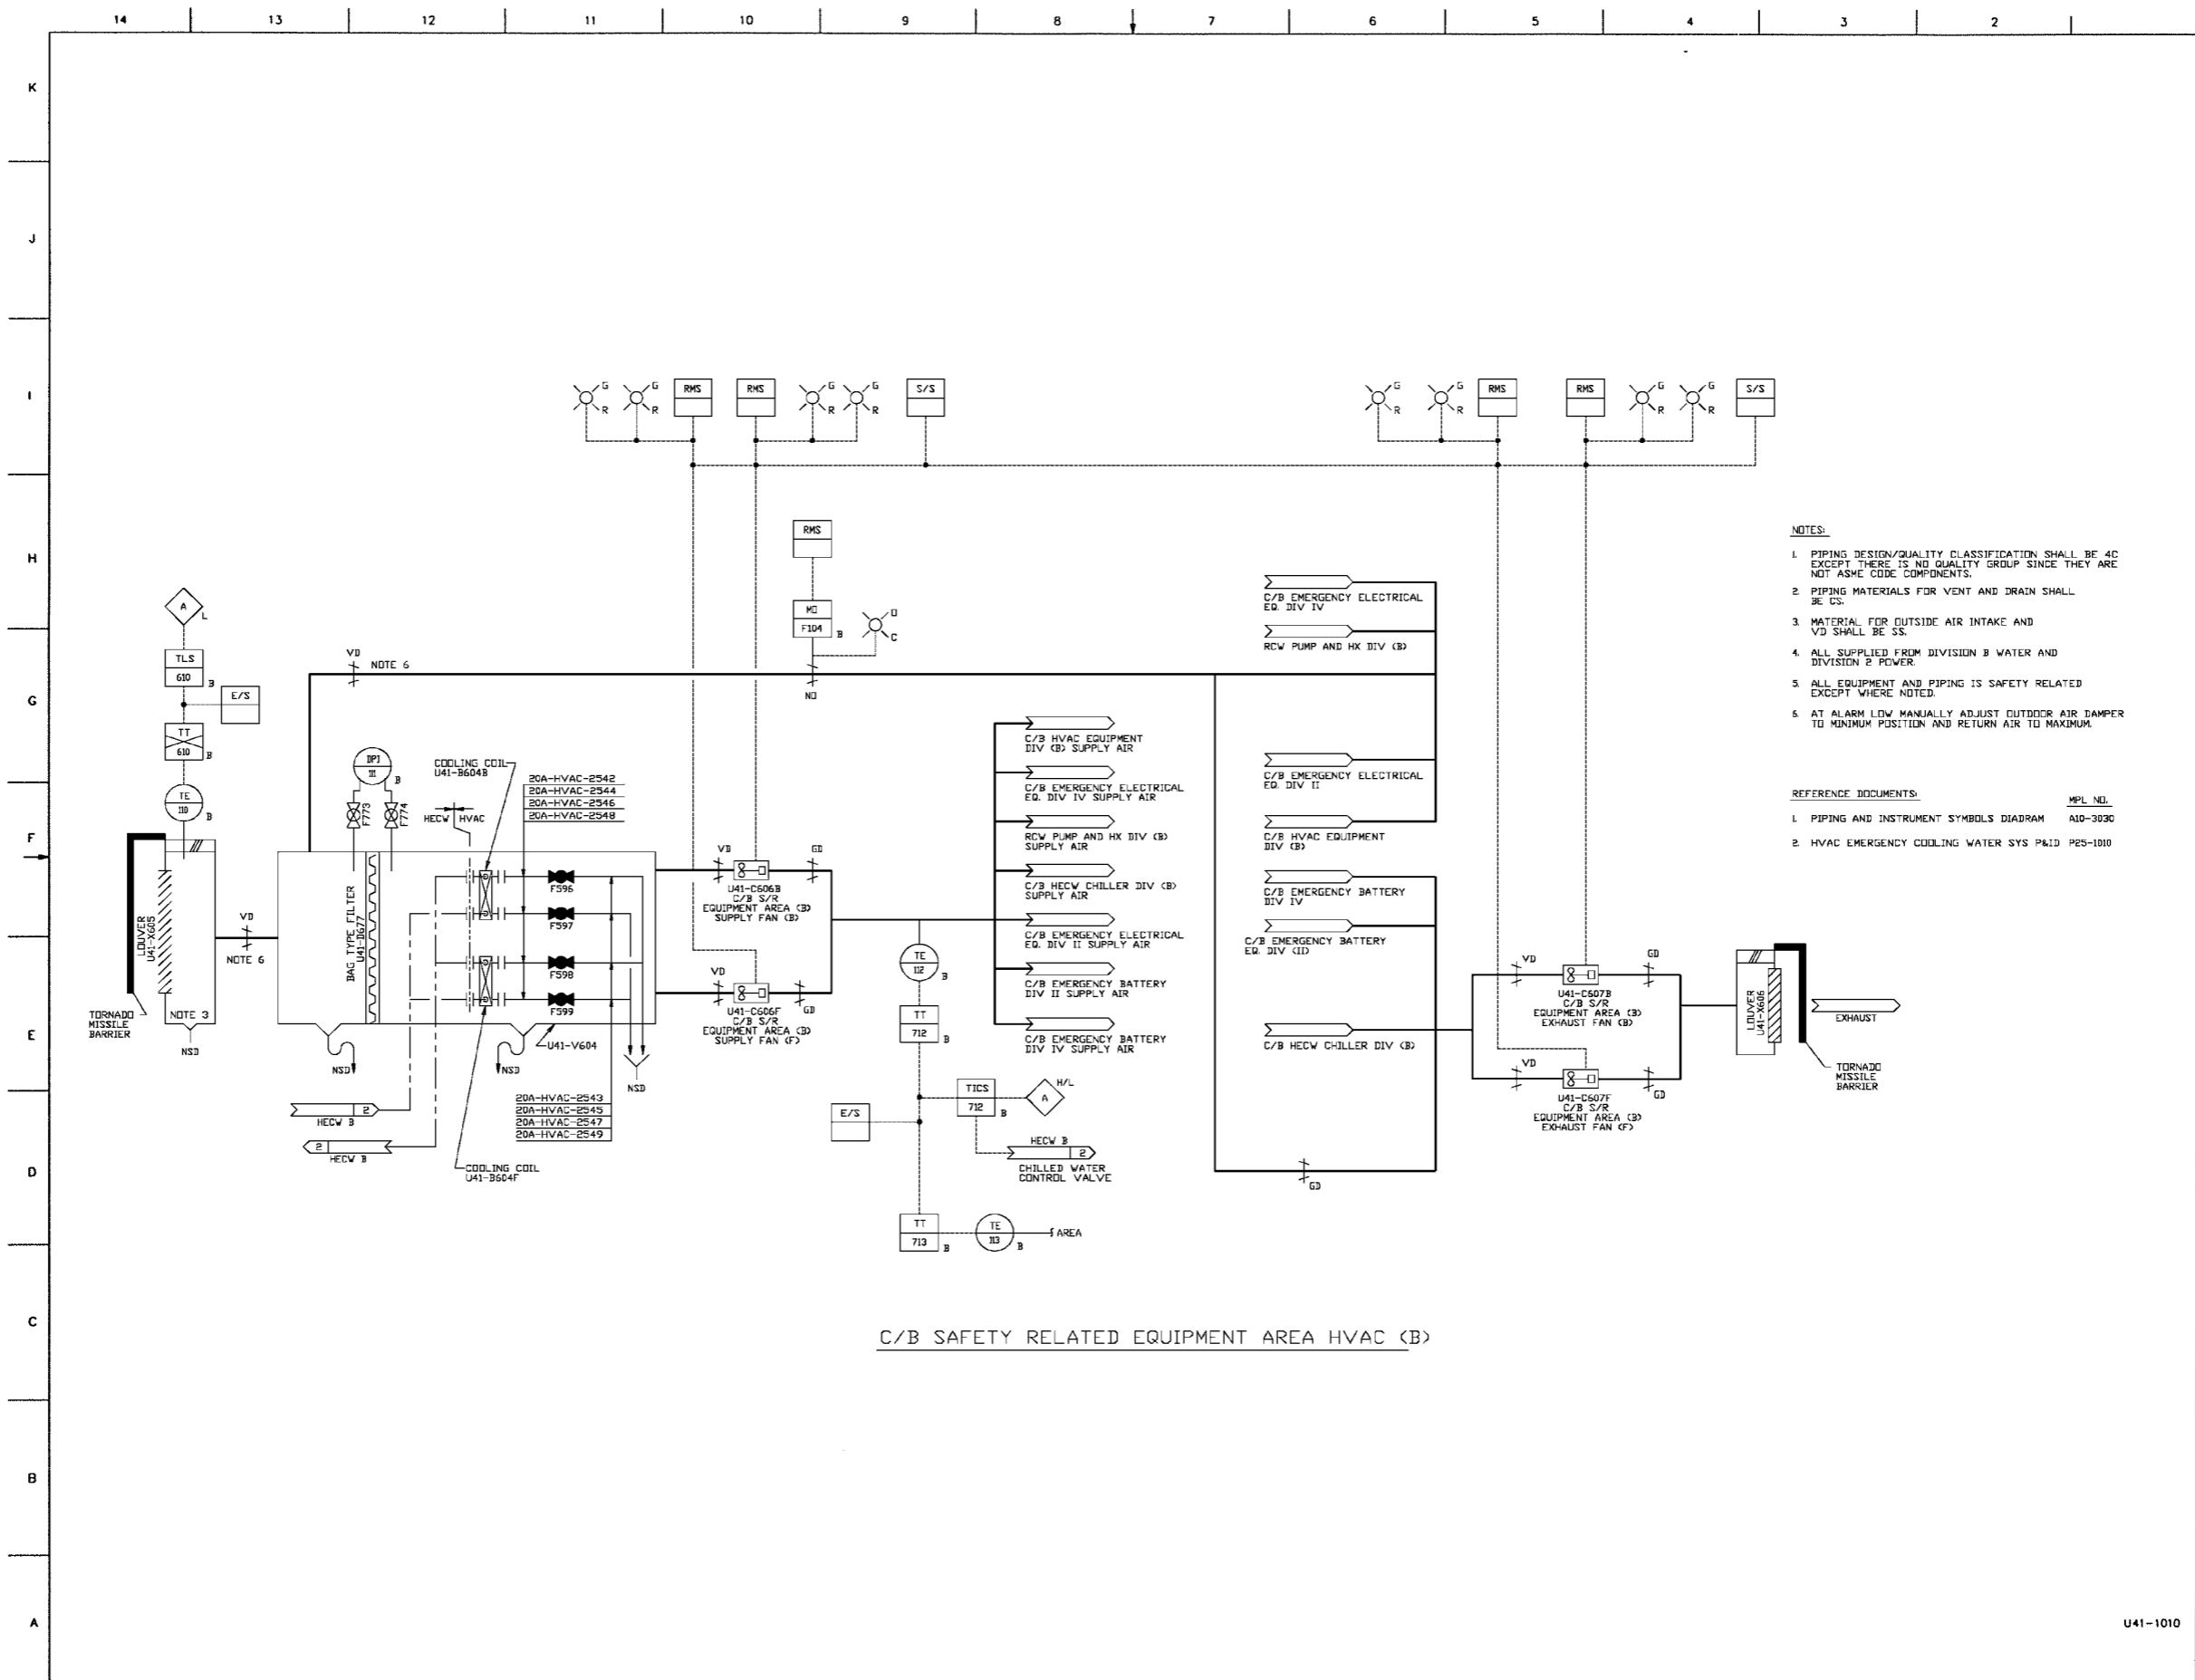 14 13 12 11 10 9 8 7 6 5 4 3 2
K
J
I
H
G
F
E
D
C
B
A
G
R
G
R
RMS
RMS
G
R
G
R
S/S
G
R
G
R
RMS
RMS
G
R
G
R
S/S
RMS
MO
F104
B
O
C
NO
A
L
TLS
610
B
E/S
TT
610
B
TE
110
B
VD
NOTE 6
LOUVER
U41-X605
TORNADO
MISSILE
BARRIER
NOTE 3
NSD
VD
NOTE 6
DPI
111
B
F773
F774
BAG TYPE FILTER
U41-D677
COOLING COIL
U41-B604B
HECW
HVAC
20A-HVAC-2542
20A-HVAC-2544
20A-HVAC-2546
20A-HVAC-2548
F596
F597
F598
F599
U41-V604
NSD
NSD
NSD
20A-HVAC-2543
20A-HVAC-2545
20A-HVAC-2547
20A-HVAC-2549
2
HECW B
2
HECW B
COOLING COIL
U41-B604F
VD
GD
U41-C606B
C/B S/R
EQUIPMENT AREA (B)
SUPPLY FAN (B)
VD
GD
U41-C606F
C/B S/R
EQUIPMENT AREA (B)
SUPPLY FAN (F)
C/B HVAC EQUIPMENT
DIV (B) SUPPLY AIR
C/B EMERGENCY ELECTRICAL
EQ. DIV IV SUPPLY AIR
RCW PUMP AND HX DIV (B)
SUPPLY AIR
C/B HECW CHILLER DIV (B)
SUPPLY AIR
C/B EMERGENCY ELECTRICAL
EQ. DIV II SUPPLY AIR
C/B EMERGENCY BATTERY
DIV II SUPPLY AIR
C/B EMERGENCY BATTERY
DIV IV SUPPLY AIR
TE
112
B
TT
712
B
E/S
TICS
712
B
A
H/L
HECW B
2
CHILLED WATER
CONTROL VALVE
TT
713
B
TE
113
B
AREA
C/B EMERGENCY ELECTRICAL
EQ. DIV IV
RCW PUMP AND HX DIV (B)
C/B EMERGENCY ELECTRICAL
EQ. DIV II
C/B HVAC EQUIPMENT
DIV (B)
C/B EMERGENCY BATTERY
DIV IV
C/B EMERGENCY BATTERY
EQ. DIV (II)
C/B HECW CHILLER DIV (B)
GD
VD
GD
U41-C607B
C/B S/R
EQUIPMENT AREA (B)
EXHAUST FAN (B)
VD
GD
U41-C607F
C/B S/R
EQUIPMENT AREA (B)
EXHAUST FAN (F)
LOUVER
U41-X606
EXHAUST
TORNADO
MISSILE
BARRIER
NOTES:
1. PIPING DESIGN/QUALITY CLASSIFICATION SHALL BE 4C
EXCEPT THERE IS NO QUALITY GROUP SINCE THEY ARE
NOT ASME CODE COMPONENTS.
2. PIPING MATERIALS FOR VENT AND DRAIN SHALL
BE CS.
3. MATERIAL FOR OUTSIDE AIR INTAKE AND
VD SHALL BE SS.
4. ALL SUPPLIED FROM DIVISION B WATER AND
DIVISION 2 POWER.
5. ALL EQUIPMENT AND PIPING IS SAFETY RELATED
EXCEPT WHERE NOTED.
6. AT ALARM LOW MANUALLY ADJUST OUTDOOR AIR DAMPER
TO MINIMUM POSITION AND RETURN AIR TO MAXIMUM.
REFERENCE DOCUMENTS: MPL NO.
1. PIPING AND INSTRUMENT SYMBOLS DIADRAM A10-3030
2. HVAC EMERGENCY COOLING WATER SYS P&ID P25-1010
C/B SAFETY RELATED EQUIPMENT AREA HVAC (B)
U41-1010